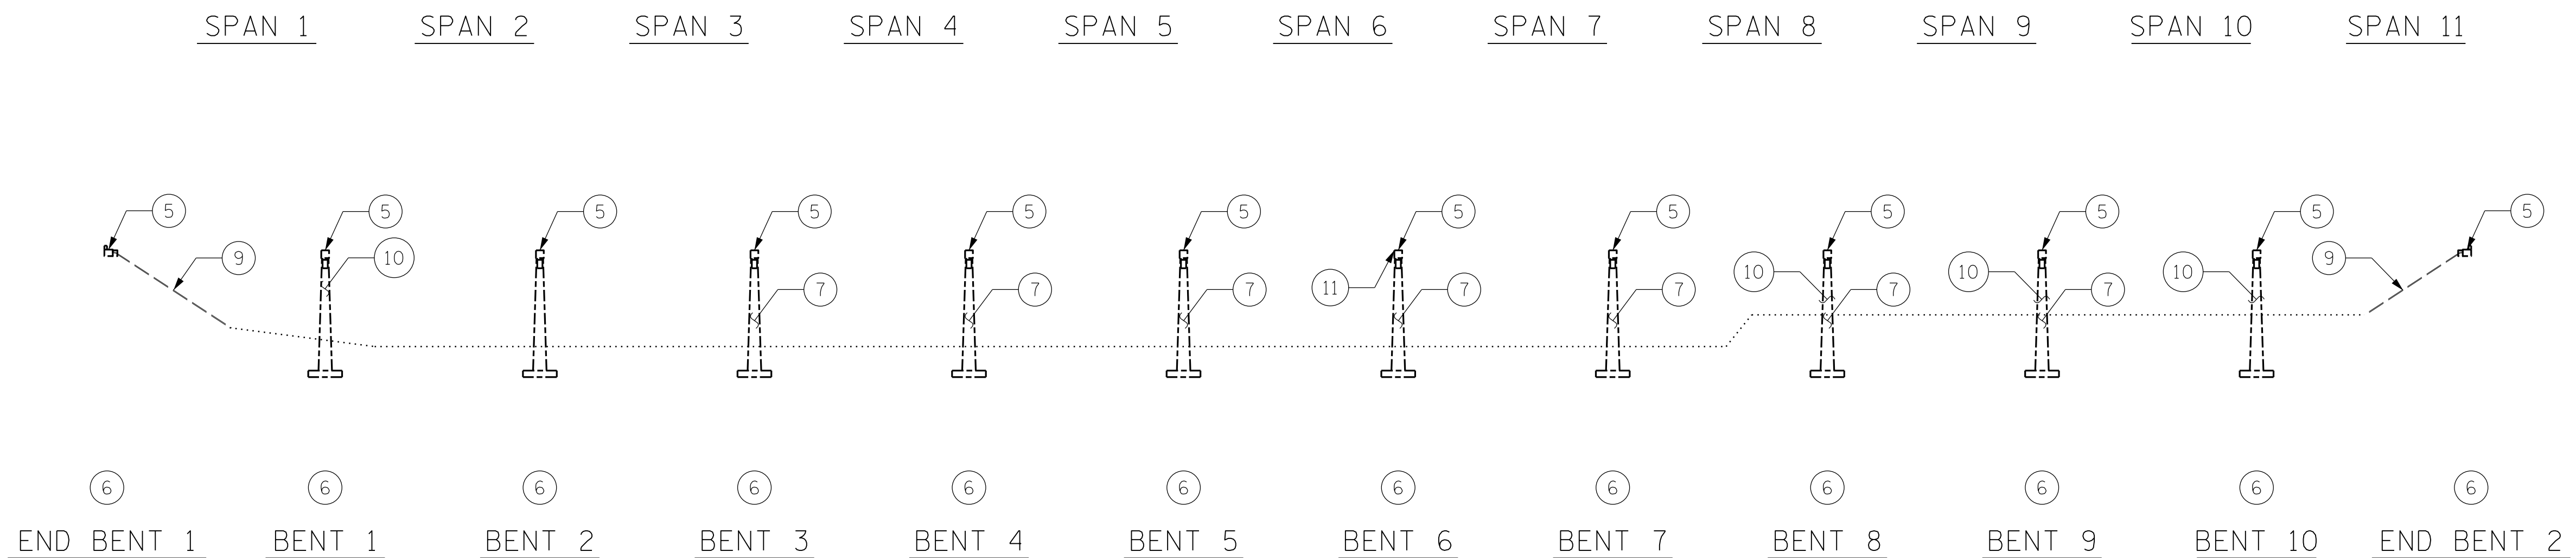 SPAN 1 SPAN 2 SPAN 3 SPAN 4 SPAN 5 SPAN 6 SPAN 7 SPAN 8 SPAN 9 SPAN 10 SPAN 11
5 5 5 5 5 5 5 5 5 5 5 5
9 10 9
10 10 10
11 7 7 7 7 7 7 7
6 6 6 6 6 6 6 6 6 6 6 6
END BENT 1 BENT 1 BENT 2 BENT 3 BENT 4 BENT 5 BENT 6 BENT 7 BENT 8 BENT 9 BENT 10 END BENT 2